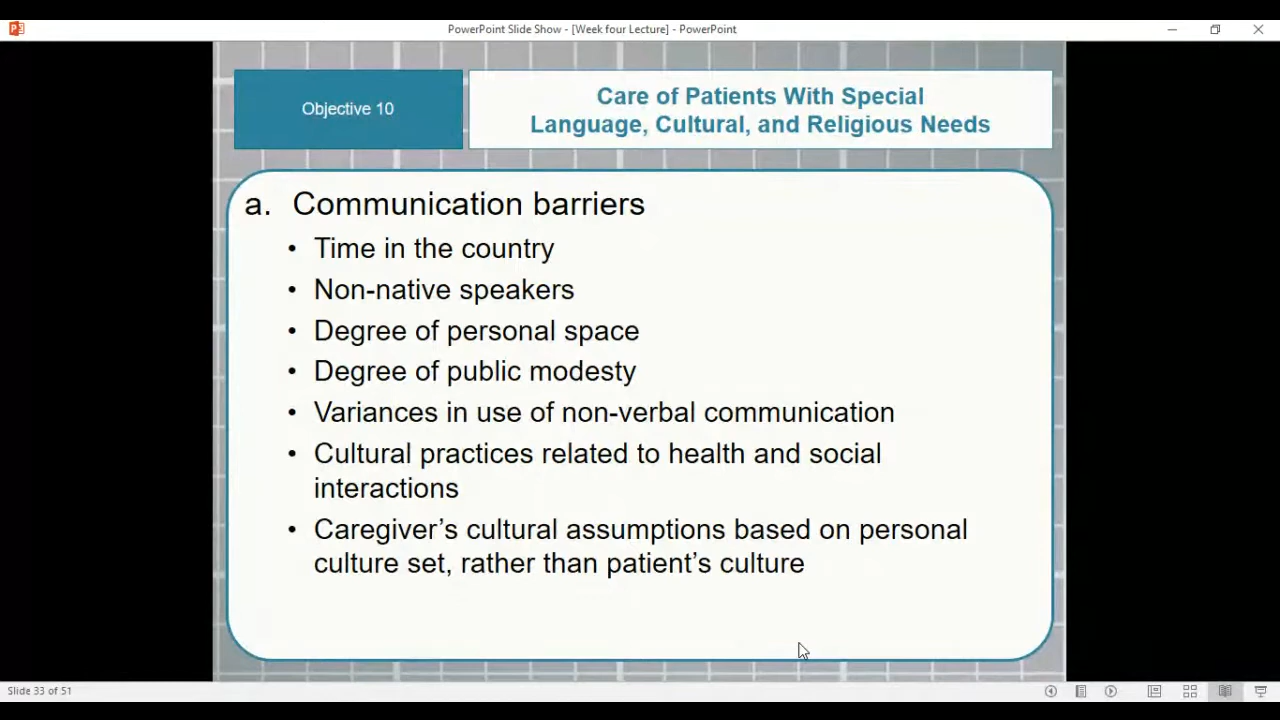 PowerPoint Slide Show - [Week four Lecture] - PowerPoint
Objective 10
Care of Patients With Special
Language, Cultural, and Religious Needs
a. Communication barriers
• Time in the country
• Non-native speakers
• Degree of personal space
• Degree of public modesty
• Variances in use of non-verbal communication
• Cultural practices related to health and social
interactions
• Caregiver’s cultural assumptions based on personal
culture set, rather than patient’s culture
Slide 33 of 51